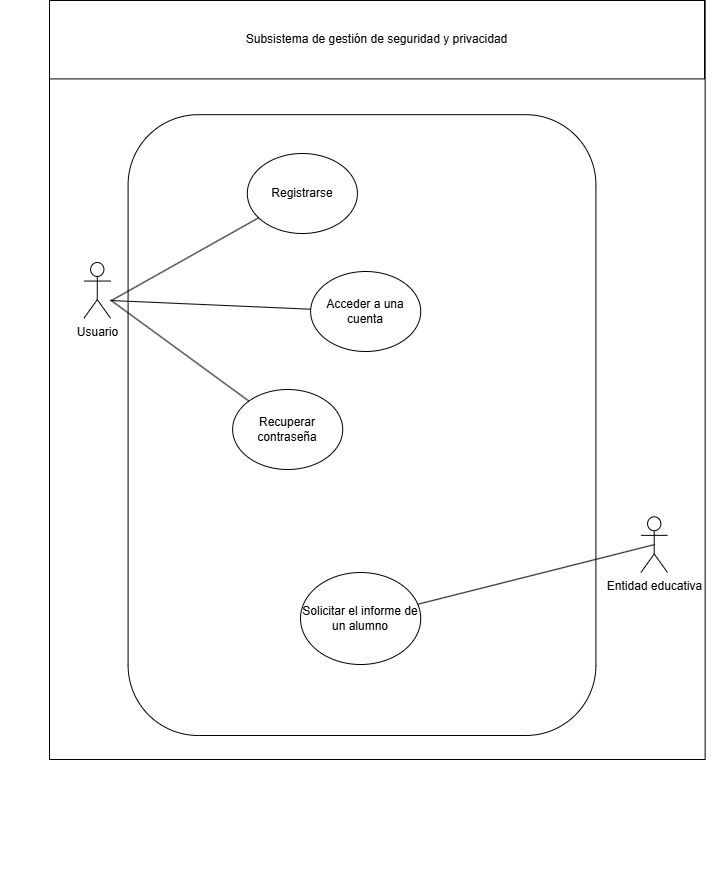 Subsistema de gestión de seguridad y privacidad
Registrarse
Usuario
Acceder a una
cuenta
Recuperar
contraseña
Entidad educativa
Solicitar el informe de
un alumno